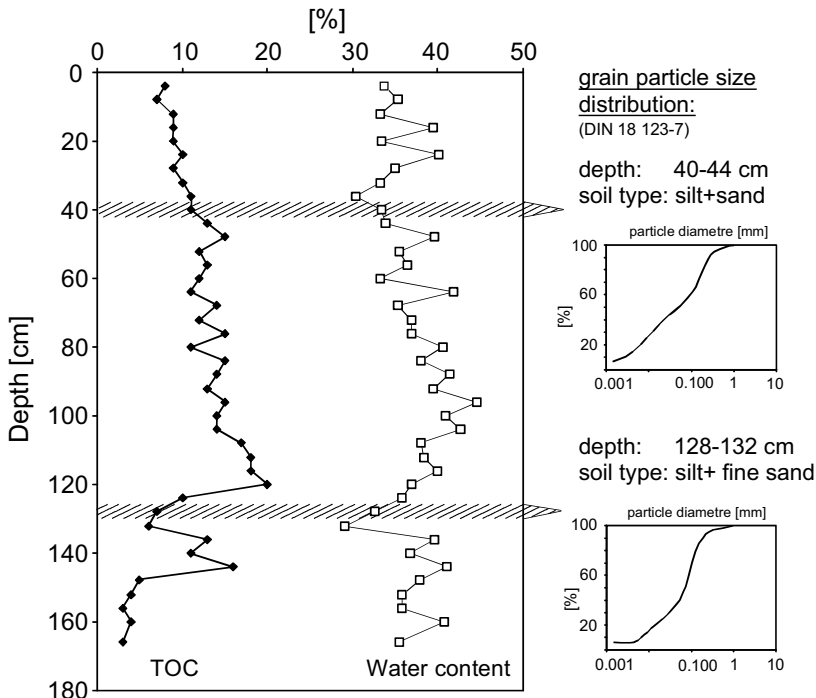 [%]
0 10 20 30 40 50
0
20
40
60
80
100
120
140
160
180
Depth [cm]
TOC
Water content
grain particle size
distribution:
(DIN 18 123-7)
depth: 40-44 cm
soil type: silt+sand
particle diametre [mm]
100
60
20
[%]
0.001 0.100 1 10
depth: 128-132 cm
soil type: silt+ fine sand
particle diametre [mm]
100
60
20
[%]
0.001 0.100 1 10